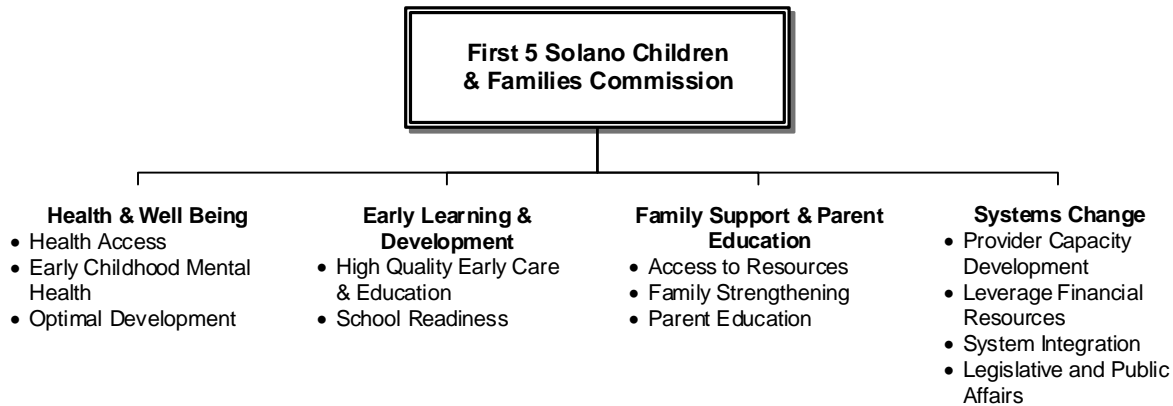 First 5 Solano Children
& Families Commission
Health & Well Being
• Health Access
• Early Childhood Mental
Health
• Optimal Development
Early Learning &
Development
• High Quality Early Care
& Education
• School Readiness
Family Support & Parent
Education
• Access to Resources
• Family Strengthening
• Parent Education
Systems Change
• Provider Capacity
Development
• Leverage Financial
Resources
• System Integration
• Legislative and Public
Affairs